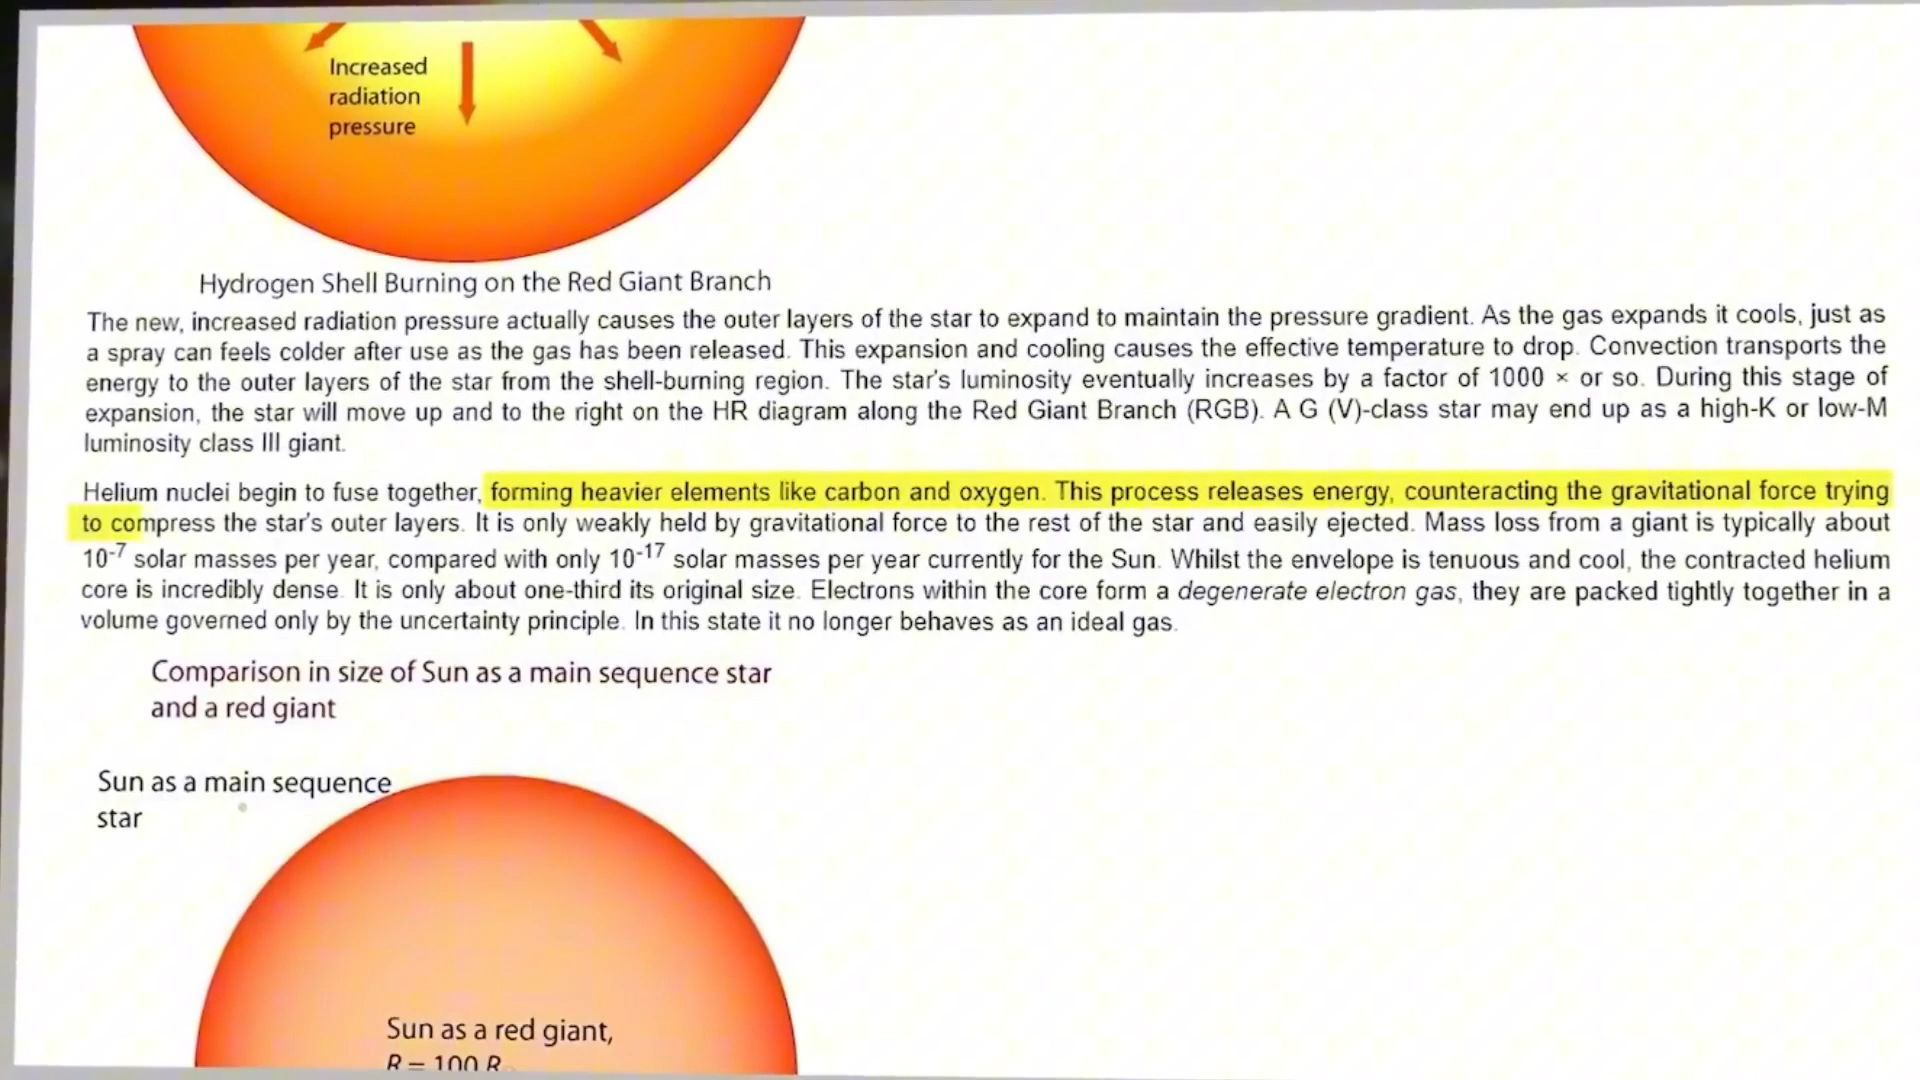 Increased
radiation
pressure
Hydrogen Shell Burning on the Red Giant Branch
The new, increased radiation pressure actually causes the outer layers of the star to expand to maintain the pressure gradient. As the gas expands it cools, just as
a spray can feels colder after use as the gas has been released. This expansion and cooling causes the effective temperature to drop. Convection transports the
energy to the outer layers of the star from the shell-burning region. The star's luminosity eventually increases by a factor of 1000 × or so. During this stage of
expansion, the star will move up and to the right on the HR diagram along the Red Giant Branch (RGB). A G (V)-class star may end up as a high-K or low-M
luminosity class III giant.
Helium nuclei begin to fuse together, forming heavier elements like carbon and oxygen. This process releases energy, counteracting the gravitational force trying
to compress the star's outer layers. It is only weakly held by gravitational force to the rest of the star and easily ejected. Mass loss from a giant is typically about
10⁻⁷ solar masses per year, compared with only 10⁻¹⁷ solar masses per year currently for the Sun. Whilst the envelope is tenuous and cool, the contracted helium
core is incredibly dense. It is only about one-third its original size. Electrons within the core form a degenerate electron gas, they are packed tightly together in a
volume governed only by the uncertainty principle. In this state it no longer behaves as an ideal gas.
Comparison in size of Sun as a main sequence star
and a red giant
Sun as a main sequence
star
Sun as a red giant,
R = 100 R